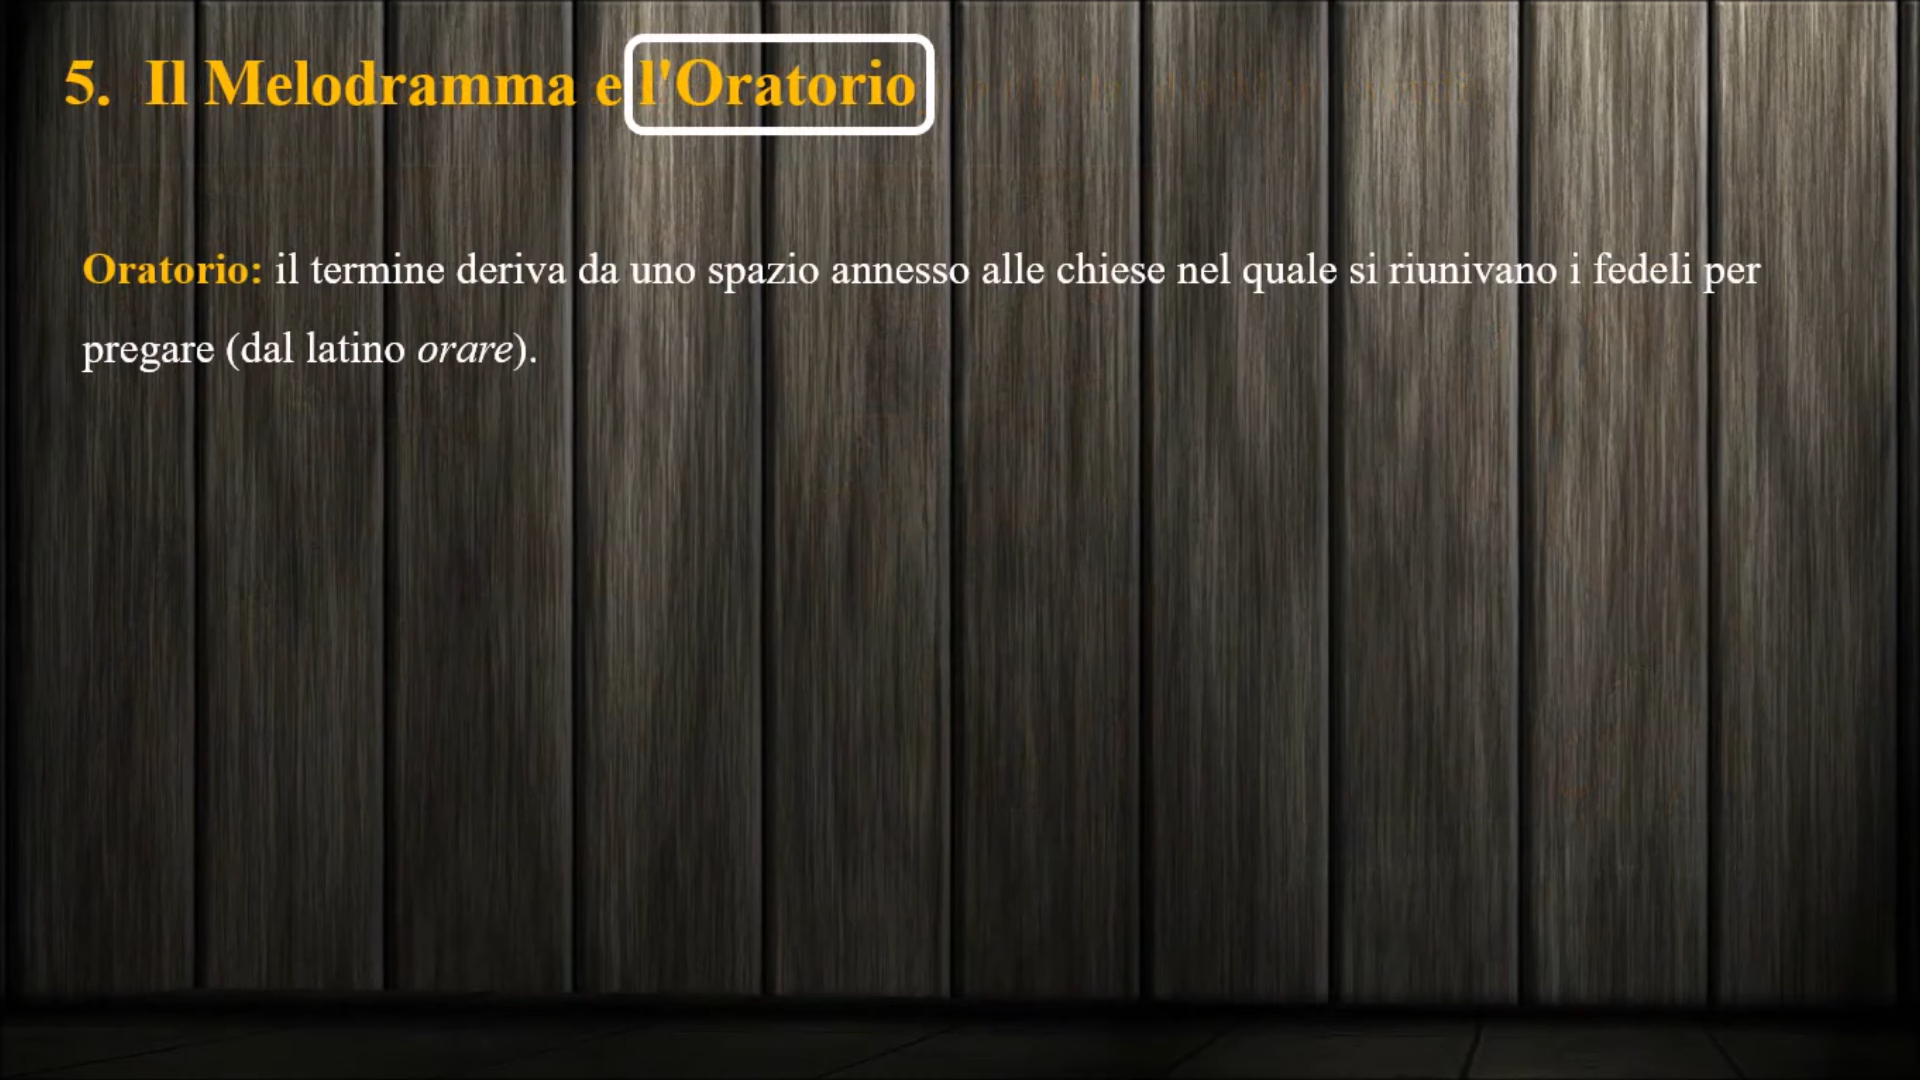 5. Il Melodramma e l'Oratorio
Oratorio: il termine deriva da uno spazio annesso alle chiese nel quale si riunivano i fedeli per
pregare (dal latino orare).